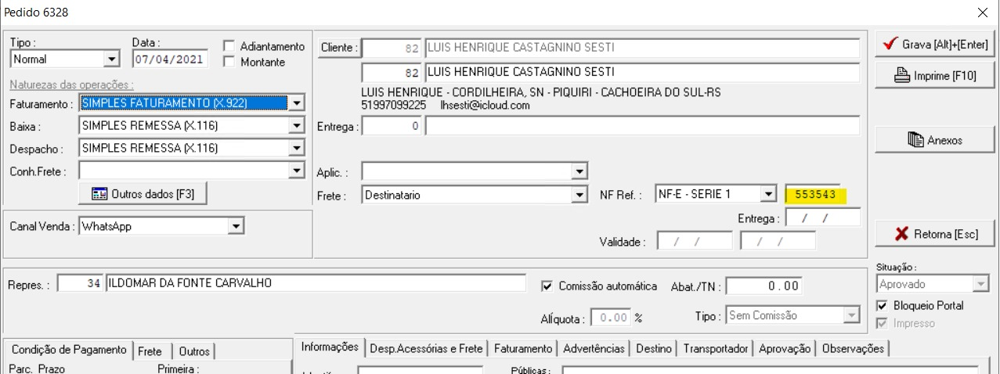 Pedido 6328
Tipo :
Data :
Normal
07/04/2021
Adiantamento
Montante
Naturezas das operações :
Faturamento : SIMPLES FATURAMENTO (X.922)
Baixa : SIMPLES REMESSA (X.116)
Despacho : SIMPLES REMESSA (X.116)
Conh.Frete :
Outros dados [F3]
Canal Venda : WhatsApp
Cliente : 82 LUIS HENRIQUE CASTAGNINO SESTI
82 LUIS HENRIQUE CASTAGNINO SESTI
LUIS HENRIQUE - CORDILHEIRA, SN - PIQUIRI - CACHOEIRA DO SUL-RS
51997099225 lhsesti@icloud.com
Entrega : 0
Aplic. :
Frete : Destinatario NF Ref. : NF-E - SERIE 1 553543
Entrega : / /
Validade : / / / /
Grava [Alt]+[Enter]
Imprime [F10]
Anexos
Retorna [Esc]
Repres. : 34 ILDOMAR DA FONTE CARVALHO
Comissão automática Abat./TN : 0.00
Alíquota : 0.00 % Tipo : Sem Comissão
Situação :
Aprovado
Bloqueio Portal
Impresso
Condição de Pagamento Frete Outros
Parc. Prazo Primeira :
Informações Desp.Acessórias e Frete Faturamento Advertências Destino Transportador Aprovação Observações
Públicas :